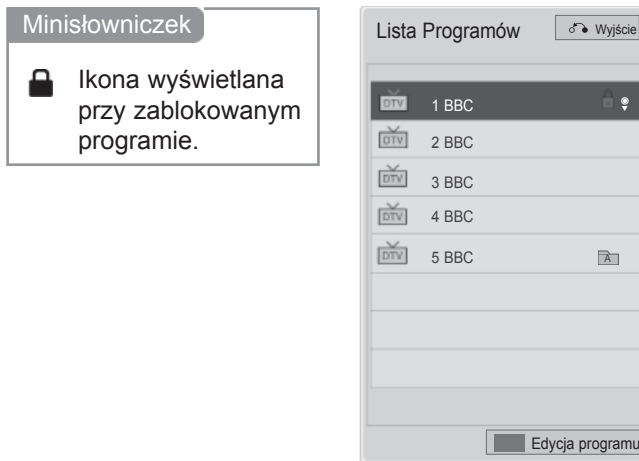 Minisłowniczek
Ikona wyświetlana
przy zablokowanym
programie.
Lista Programów
Wyjście
DTV 1 BBC
DTV 2 BBC
DTV 3 BBC
DTV 4 BBC
DTV 5 BBC A
Edycja programu